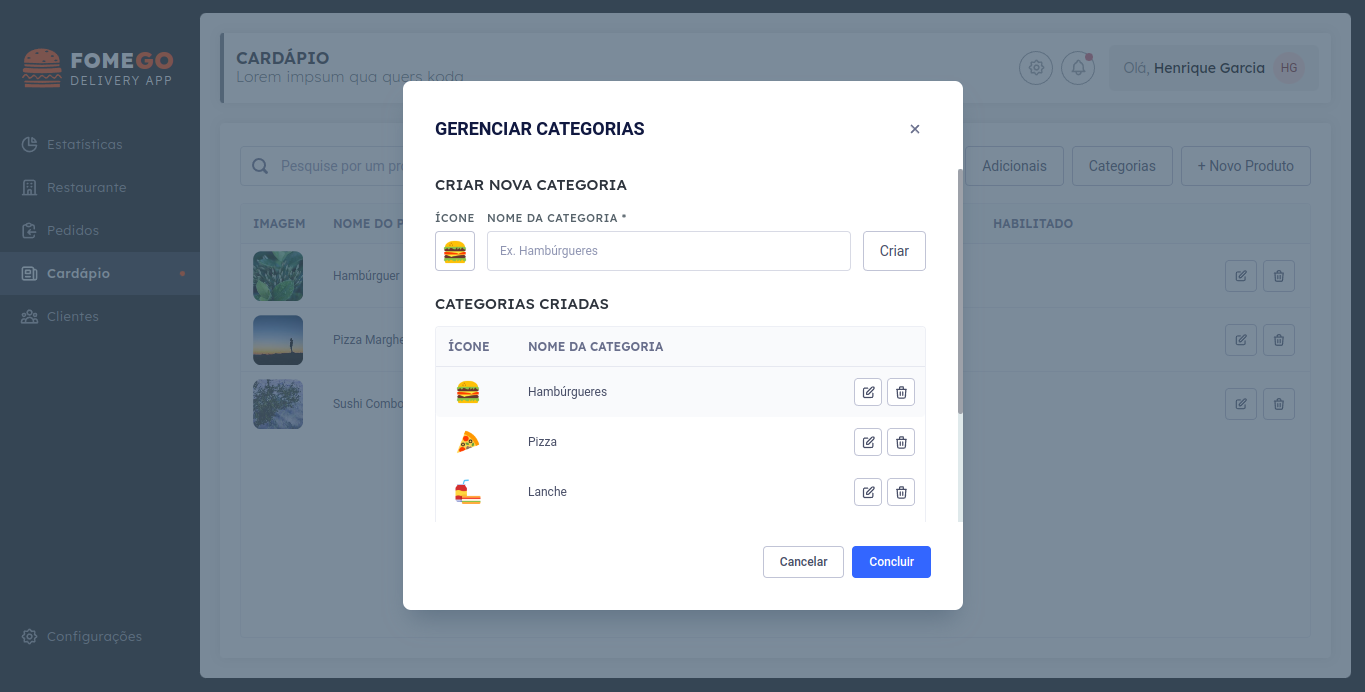 FOMEGO
DELIVERY APP
Estatísticas
Restaurante
Pedidos
Cardápio
Clientes
Configurações
CARDÁPIO
Lorem impsum qua quers koda
Olá, Henrique Garcia HG
Pesquise por um pr
Adicionais
Categorias
+ Novo Produto
IMAGEM NOME DO P HABILITADO
Hambúrguer
Pizza Marghe
Sushi Combo
GERENCIAR CATEGORIAS
CRIAR NOVA CATEGORIA
ÍCONE NOME DA CATEGORIA *
Ex. Hambúrgueres
Criar
CATEGORIAS CRIADAS
ÍCONE NOME DA CATEGORIA
Hambúrgueres
Pizza
Lanche
Cancelar
Concluir